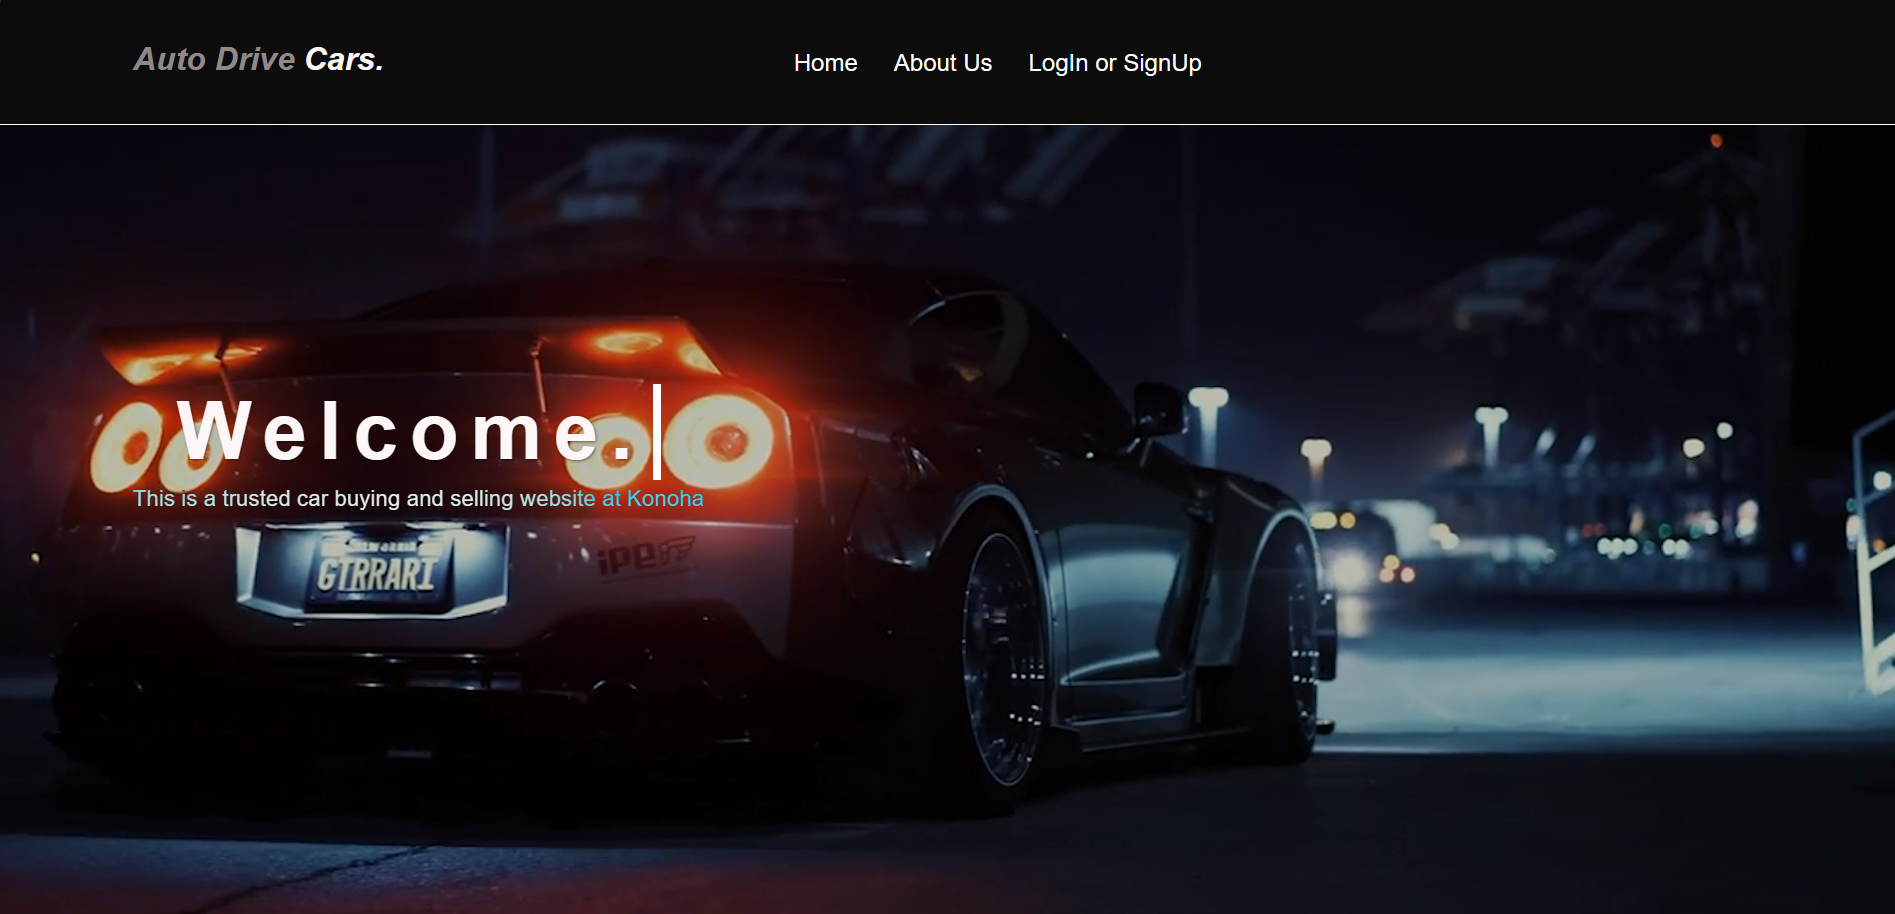 Auto Drive Cars.
Home About Us LogIn or SignUp
Welcome.
This is a trusted car buying and selling website at Konoha
GTRRARI
iPE